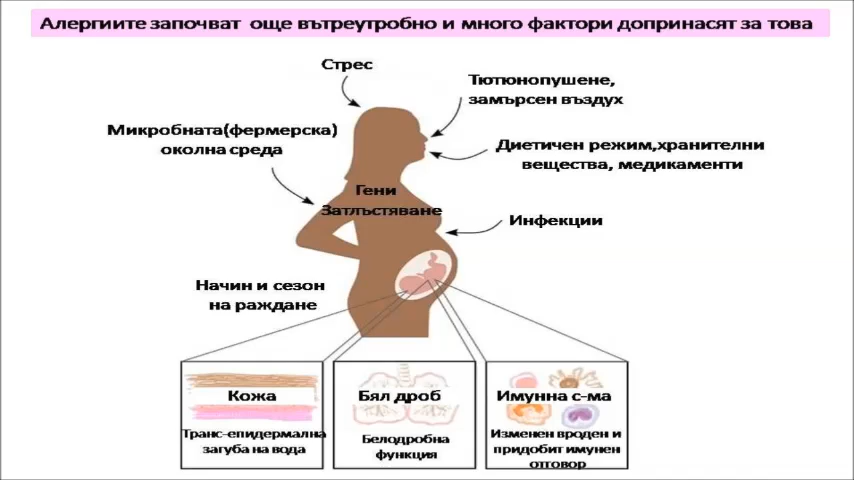 Алергиите започват още вътреутробно и много фактори допринасят за това
Стрес
Тютюнопушене,
замърсен въздух
Микробната(фермерска)
околна среда
Диетичен режим,хранителни
вещества, медикаменти
Гени
Затлъстяване
Инфекции
Начин и сезон
на раждане
Кожа
Транс-епидермална
загуба на вода
Бял дроб
Белодробна
функция
Имунна с-ма
Изменен вроден и
придобит имунен
отговор